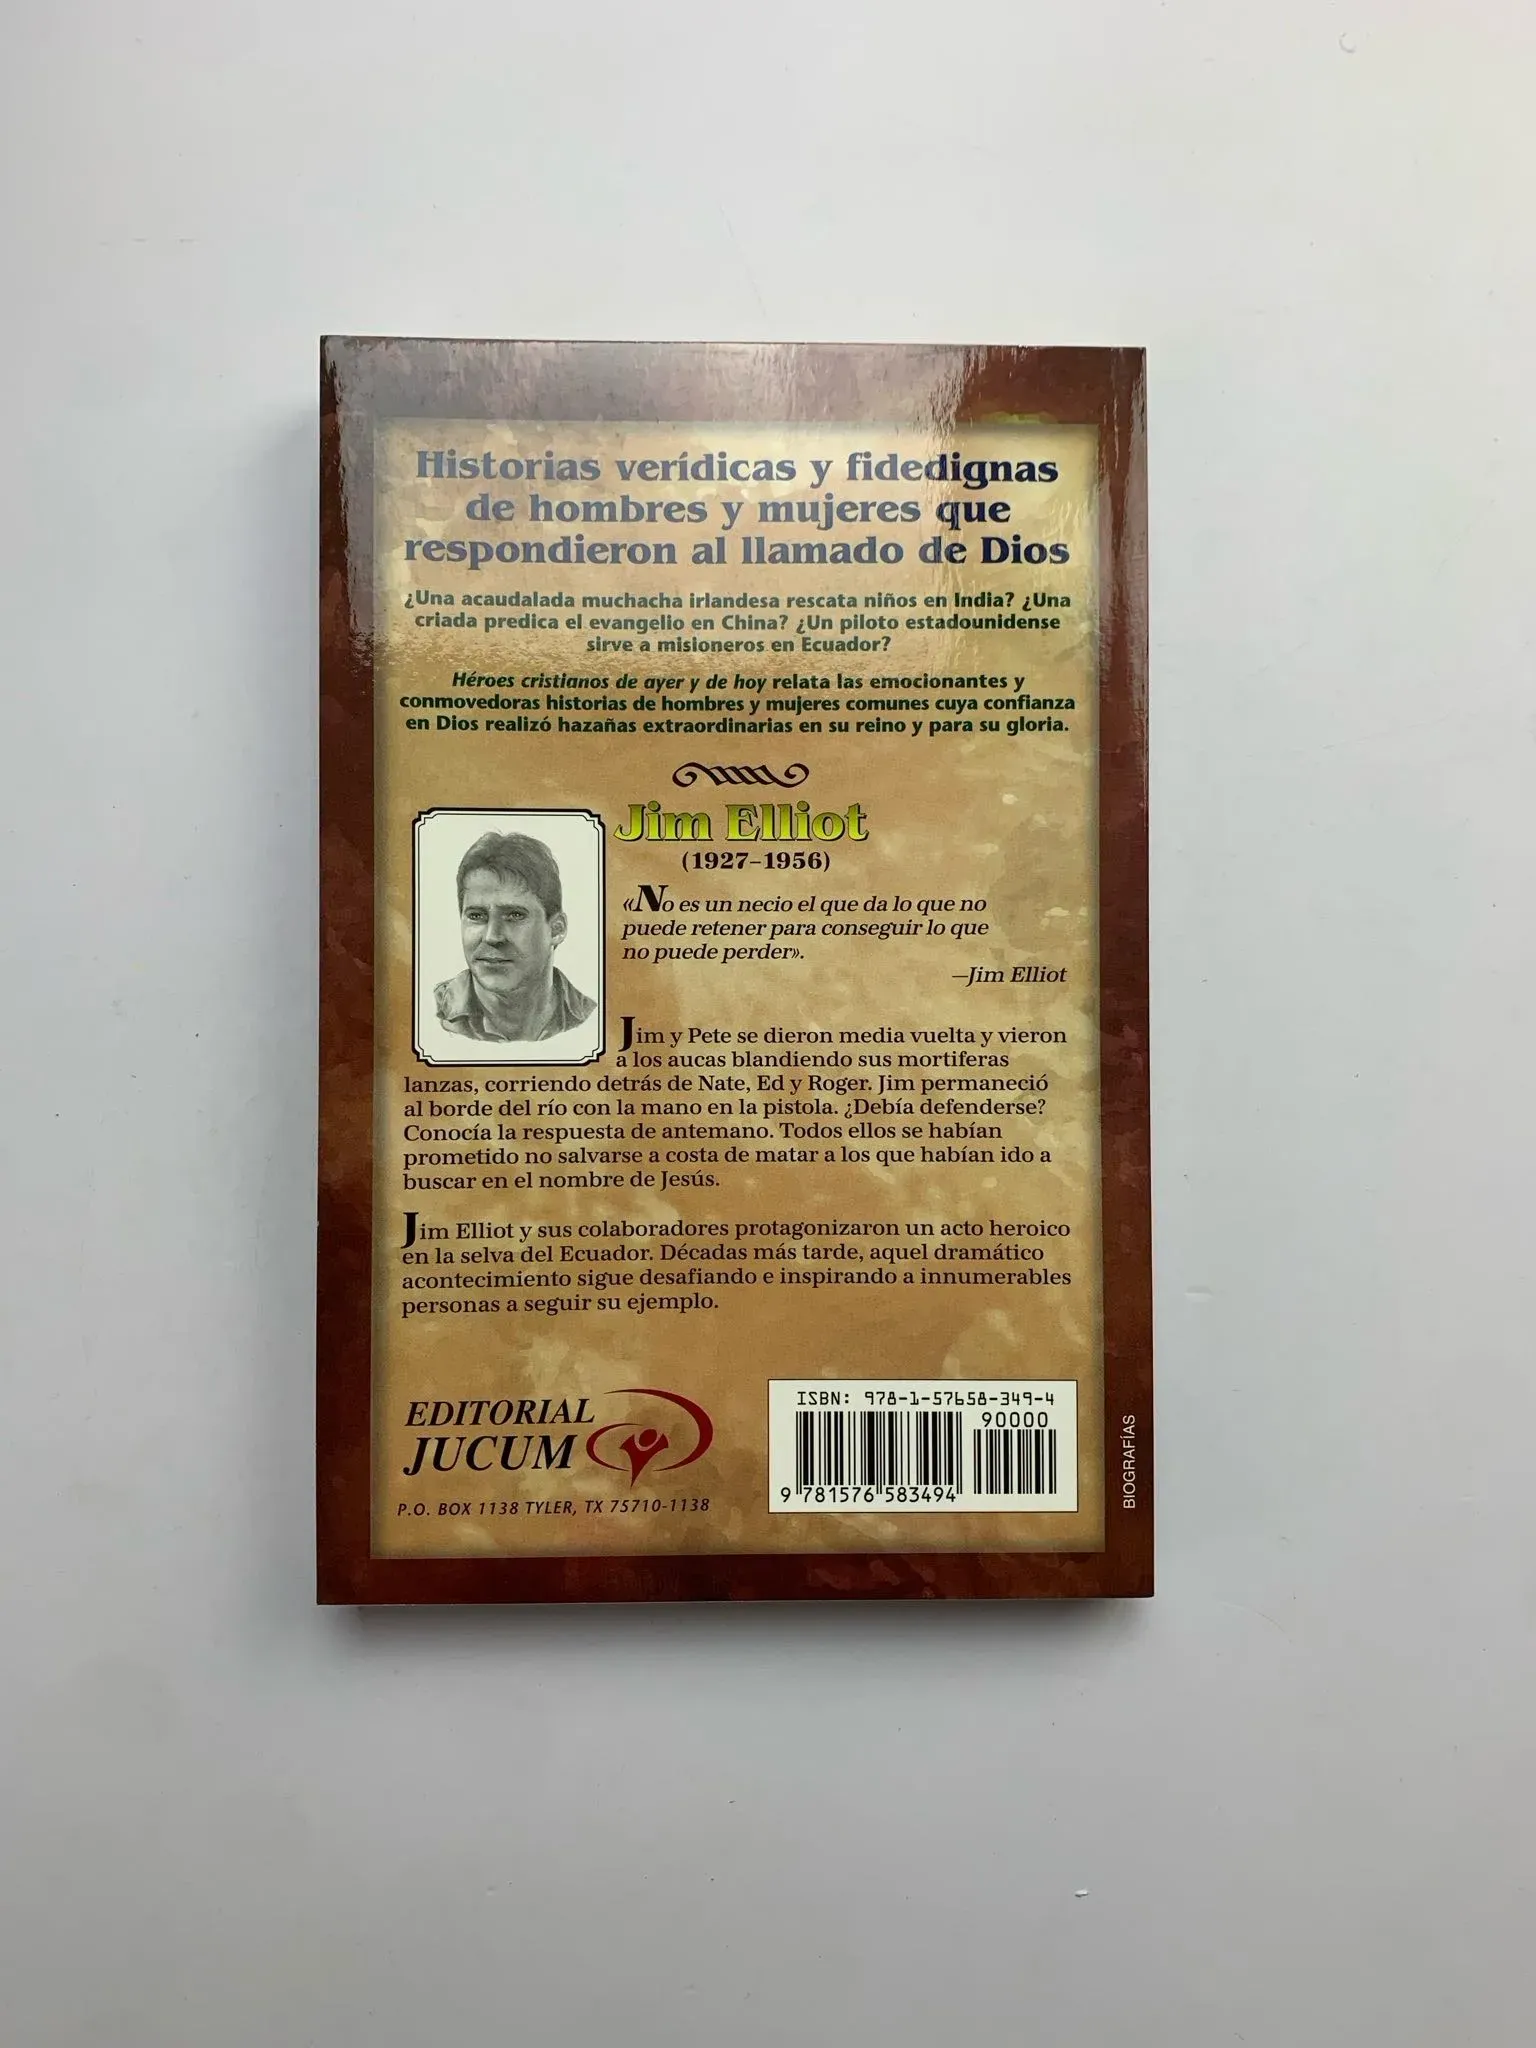 Historias verídicas y fidedignas
de hombres y mujeres que
respondieron al llamado de Dios
¿Una acaudalada muchacha irlandesa rescata niños en India? ¿Una
criada predica el evangelio en China? ¿Un piloto estadounidense
sirve a misioneros en Ecuador?
Héroes cristianos de ayer y de hoy relata las emocionantes y
conmovedoras historias de hombres y mujeres comunes cuya confianza
en Dios realizó hazañas extraordinarias en su reino y para su gloria.
Jim Elliot
(1927–1956)
«No es un necio el que da lo que no
puede retener para conseguir lo que
no puede perder».
—Jim Elliot
Jim y Pete se dieron media vuelta y vieron
a los aucas blandiendo sus mortiferas
lanzas, corriendo detrás de Nate, Ed y Roger. Jim permaneció
al borde del río con la mano en la pistola. ¿Debía defenderse?
Conocía la respuesta de antemano. Todos ellos se habían
prometido no salvarse a costa de matar a los que habían ido a
buscar en el nombre de Jesús.
Jim Elliot y sus colaboradores protagonizaron un acto heroico
en la selva del Ecuador. Décadas más tarde, aquel dramático
acontecimiento sigue desafiando e inspirando a innumerables
personas a seguir su ejemplo.
EDITORIAL
JUCUM
P.O. BOX 1138 TYLER, TX 75710-1138
ISBN: 978-1-57658-349-4
90000
9 781576 583494
BIOGRAFÍAS